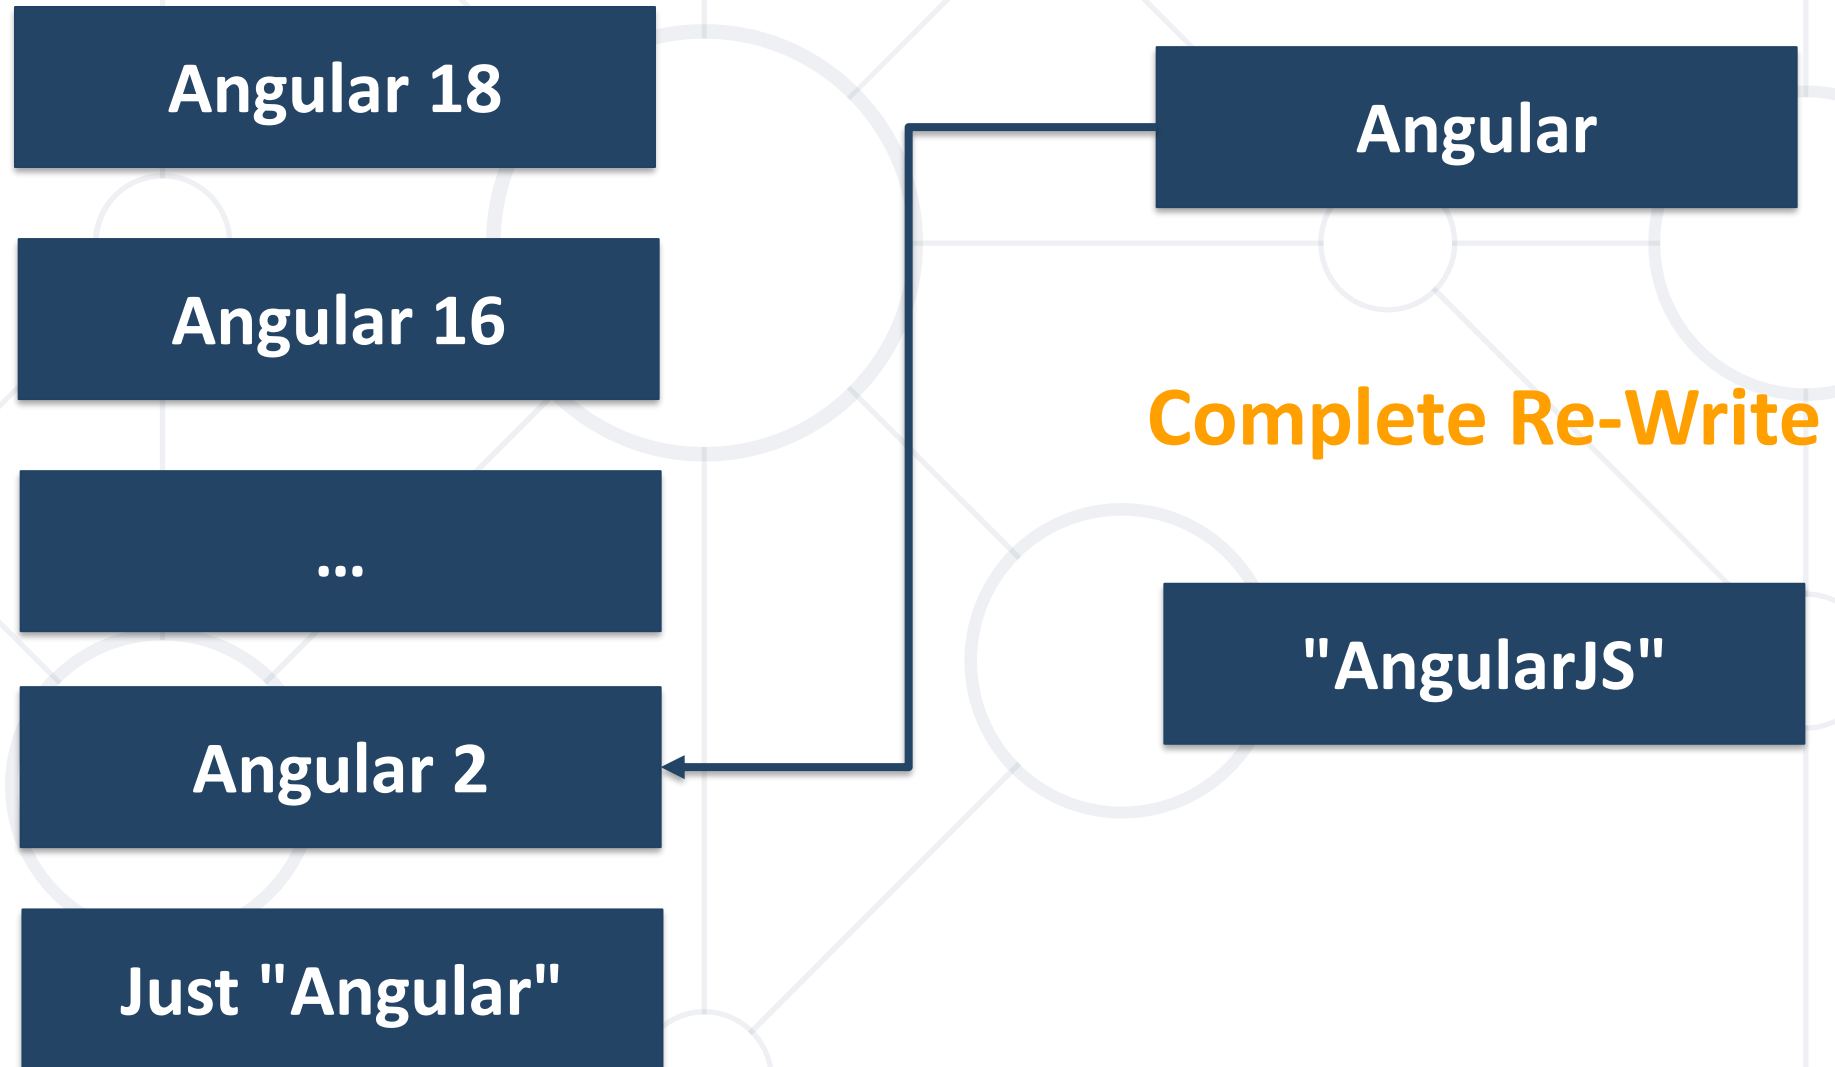 Angular 18
Angular 16
...
Angular 2
Just "Angular"
Angular
Complete Re-Write
"AngularJS"